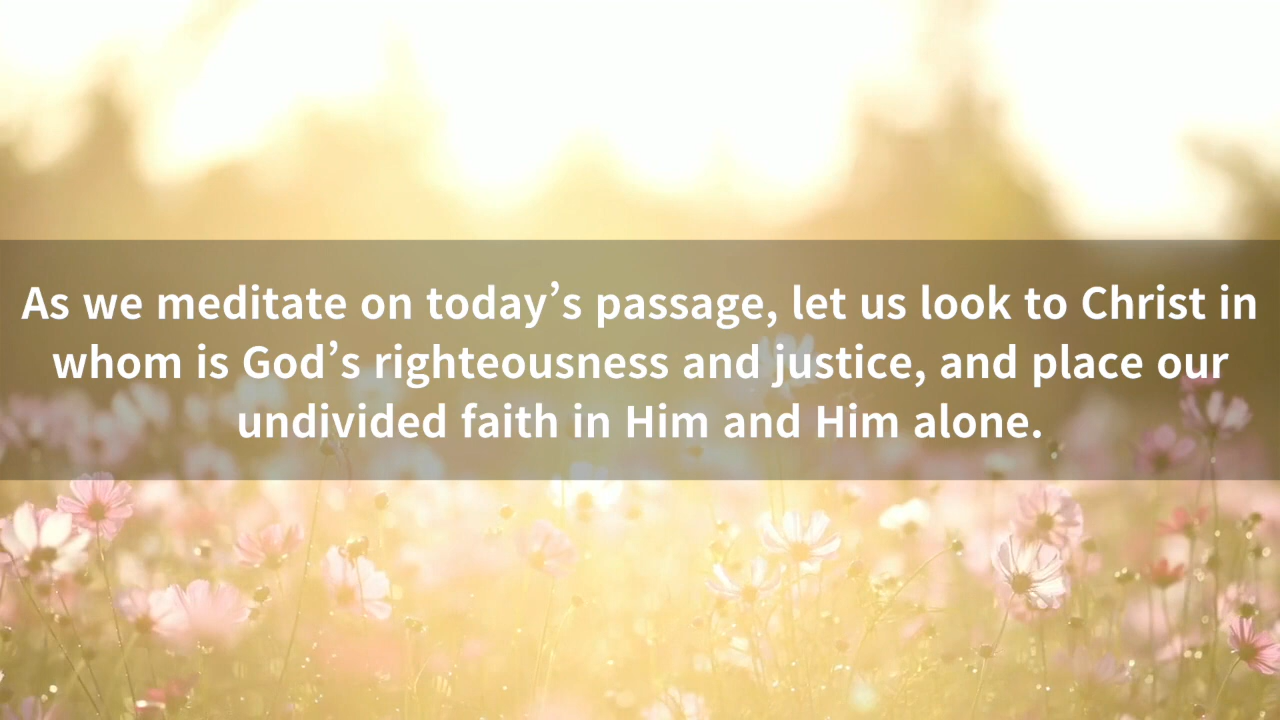 As we meditate on today’s passage, let us look to Christ in
whom is God’s righteousness and justice, and place our
undivided faith in Him and Him alone.